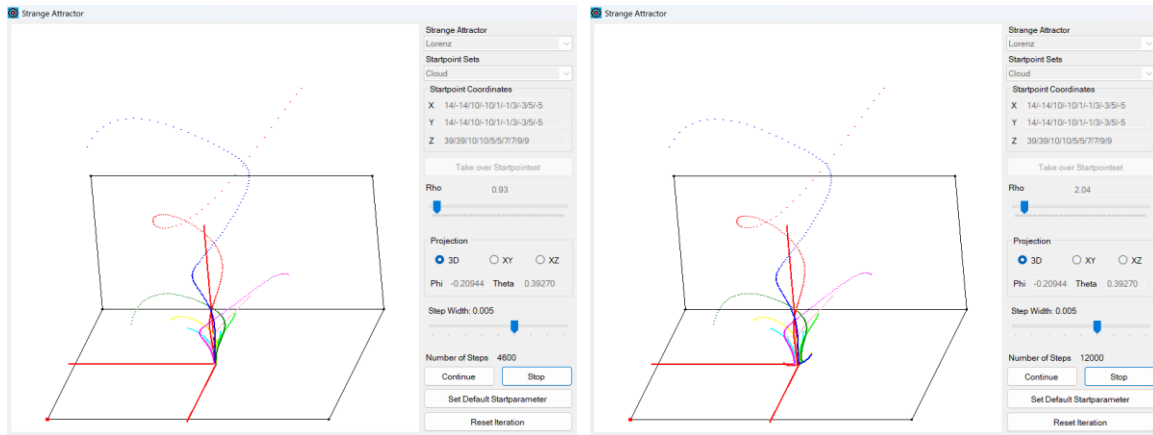 Strange Attractor
Strange Attractor
Lorenz
Startpoint Sets
Cloud
Startpoint Coordinates
X 14/-14/10/-10/1/-1/3/-3/5/-5
Y 14/-14/10/-10/1/-1/3/-3/5/-5
Z 39/39/10/10/5/5/7/7/9/9
Take over Startpointset
Rho 0.93
Projection
3D XY XZ
Phi -0.20944 Theta 0.39270
Step Width: 0.005
Number of Steps 4600
Continue Stop
Set Default Startparameter
Reset Iteration
Strange Attractor
Strange Attractor
Lorenz
Startpoint Sets
Cloud
Startpoint Coordinates
X 14/-14/10/-10/1/-1/3/-3/5/-5
Y 14/-14/10/-10/1/-1/3/-3/5/-5
Z 39/39/10/10/5/5/7/7/9/9
Take over Startpointset
Rho 2.04
Projection
3D XY XZ
Phi -0.20944 Theta 0.39270
Step Width: 0.005
Number of Steps 12000
Continue Stop
Set Default Startparameter
Reset Iteration